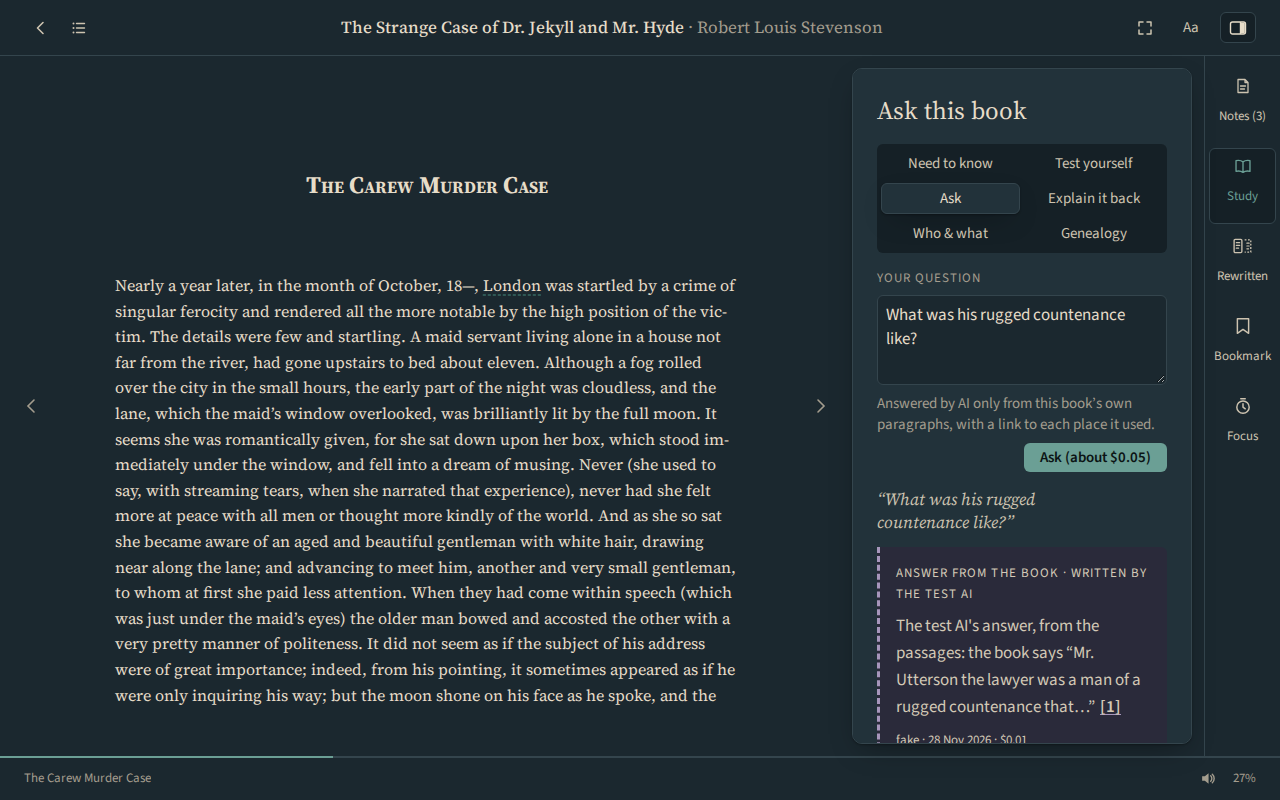 The Strange Case of Dr. Jekyll and Mr. Hyde · Robert Louis Stevenson
Aa
The Carew Murder Case
Nearly a year later, in the month of October, 18—, London was startled by a crime of
singular ferocity and rendered all the more notable by the high position of the vic-
tim. The details were few and startling. A maid servant living alone in a house not
far from the river, had gone upstairs to bed about eleven. Although a fog rolled
over the city in the small hours, the early part of the night was cloudless, and the
lane, which the maid’s window overlooked, was brilliantly lit by the full moon. It
seems she was romantically given, for she sat down upon her box, which stood im-
mediately under the window, and fell into a dream of musing. Never (she used to
say, with streaming tears, when she narrated that experience), never had she felt
more at peace with all men or thought more kindly of the world. And as she so sat
she became aware of an aged and beautiful gentleman with white hair, drawing
near along the lane; and advancing to meet him, another and very small gentleman,
to whom at first she paid less attention. When they had come within speech (which
was just under the maid’s eyes) the older man bowed and accosted the other with a
very pretty manner of politeness. It did not seem as if the subject of his address
were of great importance; indeed, from his pointing, it sometimes appeared as if he
were only inquiring his way; but the moon shone on his face as he spoke, and the
Ask this book
Need to know
Test yourself
Ask
Explain it back
Who & what
Genealogy
YOUR QUESTION
What was his rugged countenance
like?
Answered by AI only from this book’s own
paragraphs, with a link to each place it used.
Ask (about $0.05)
“What was his rugged
countenance like?”
ANSWER FROM THE BOOK · WRITTEN BY
THE TEST AI
The test AI's answer, from the
passages: the book says “Mr.
Utterson the lawyer was a man of a
rugged countenance that…” [1]
fake · 28 Nov 2026 · $0.01
Notes (3)
Study
Rewritten
Bookmark
Focus
The Carew Murder Case
27%